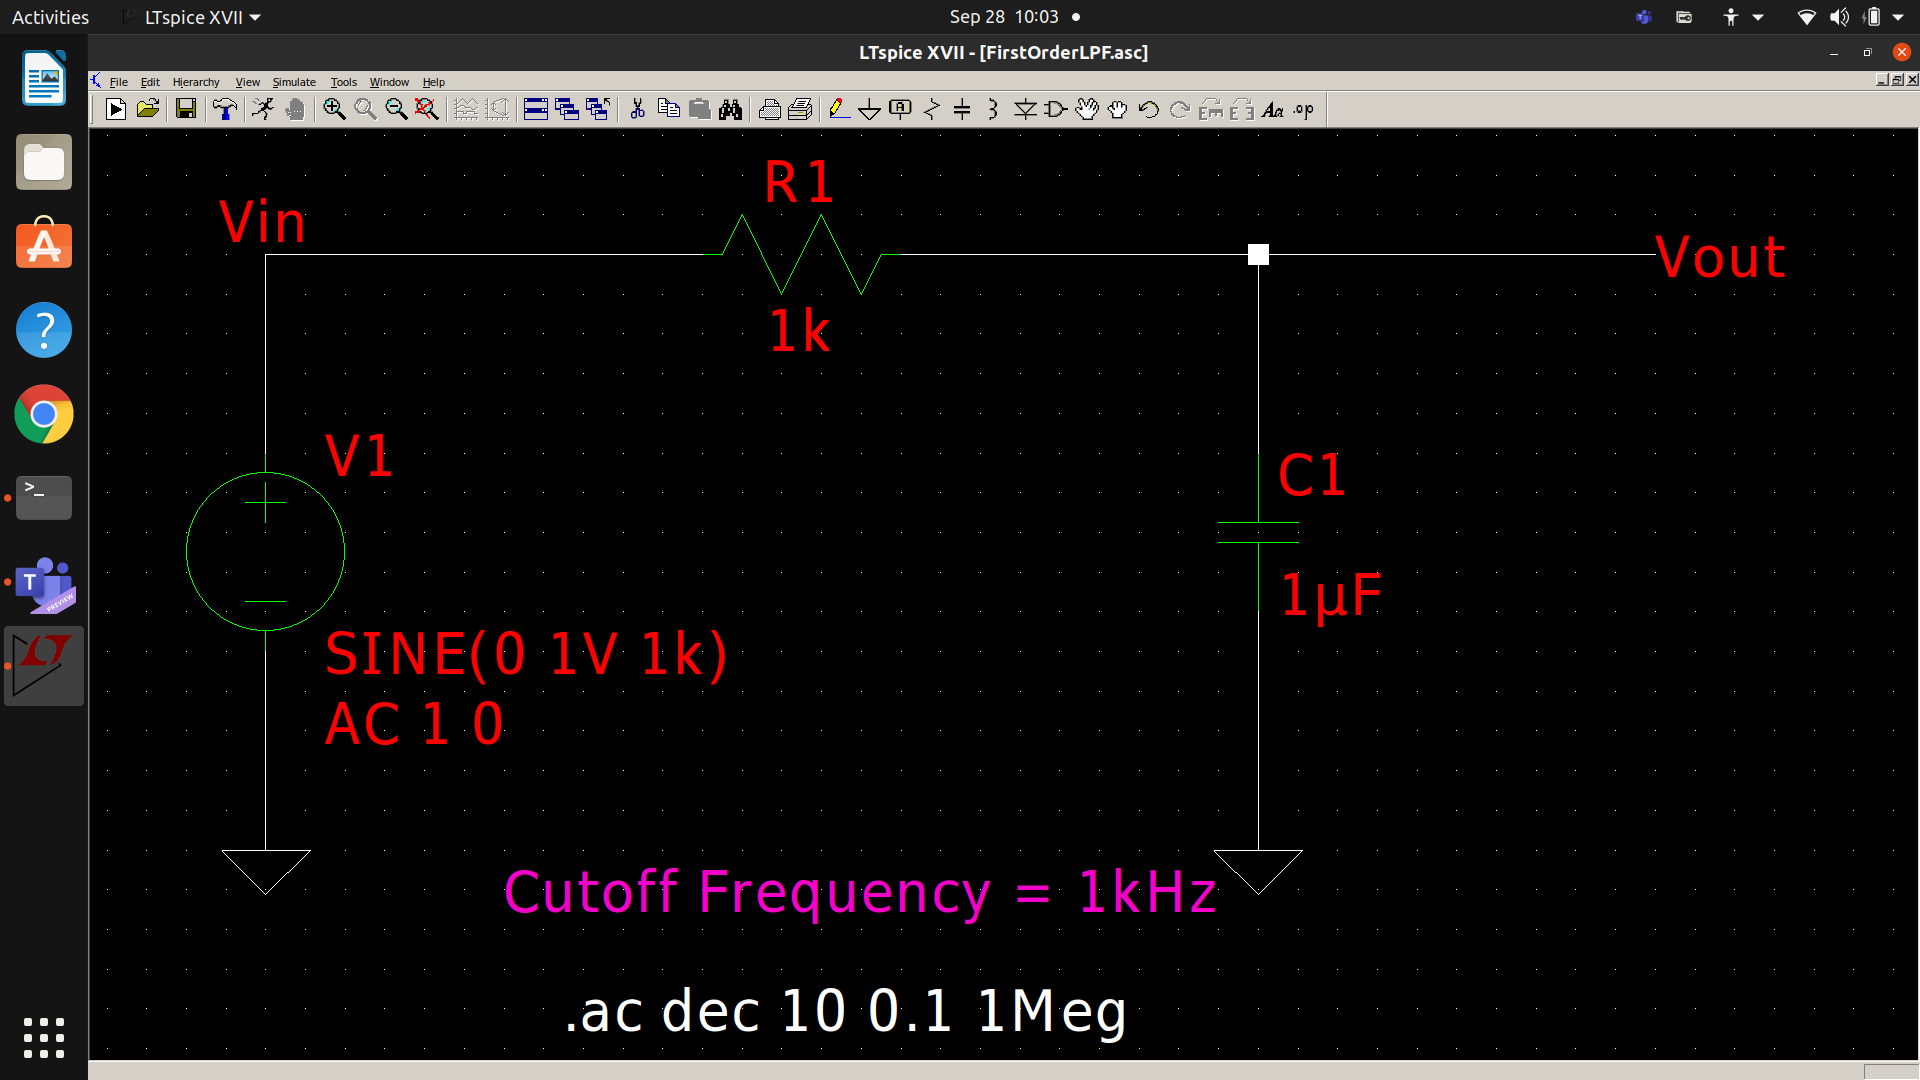 Activities
LTspice XVII
Sep 28 10:03
LTspice XVII - [FirstOrderLPF.asc]
File Edit Hierarchy View Simulate Tools Window Help
A
Aa .op
R1
Vin
Vout
1k
V1
C1
1µF
SINE(0 1V 1k)
AC 1 0
Cutoff Frequency = 1kHz
.ac dec 10 0.1 1Meg
?
>_
T
PREVIEW